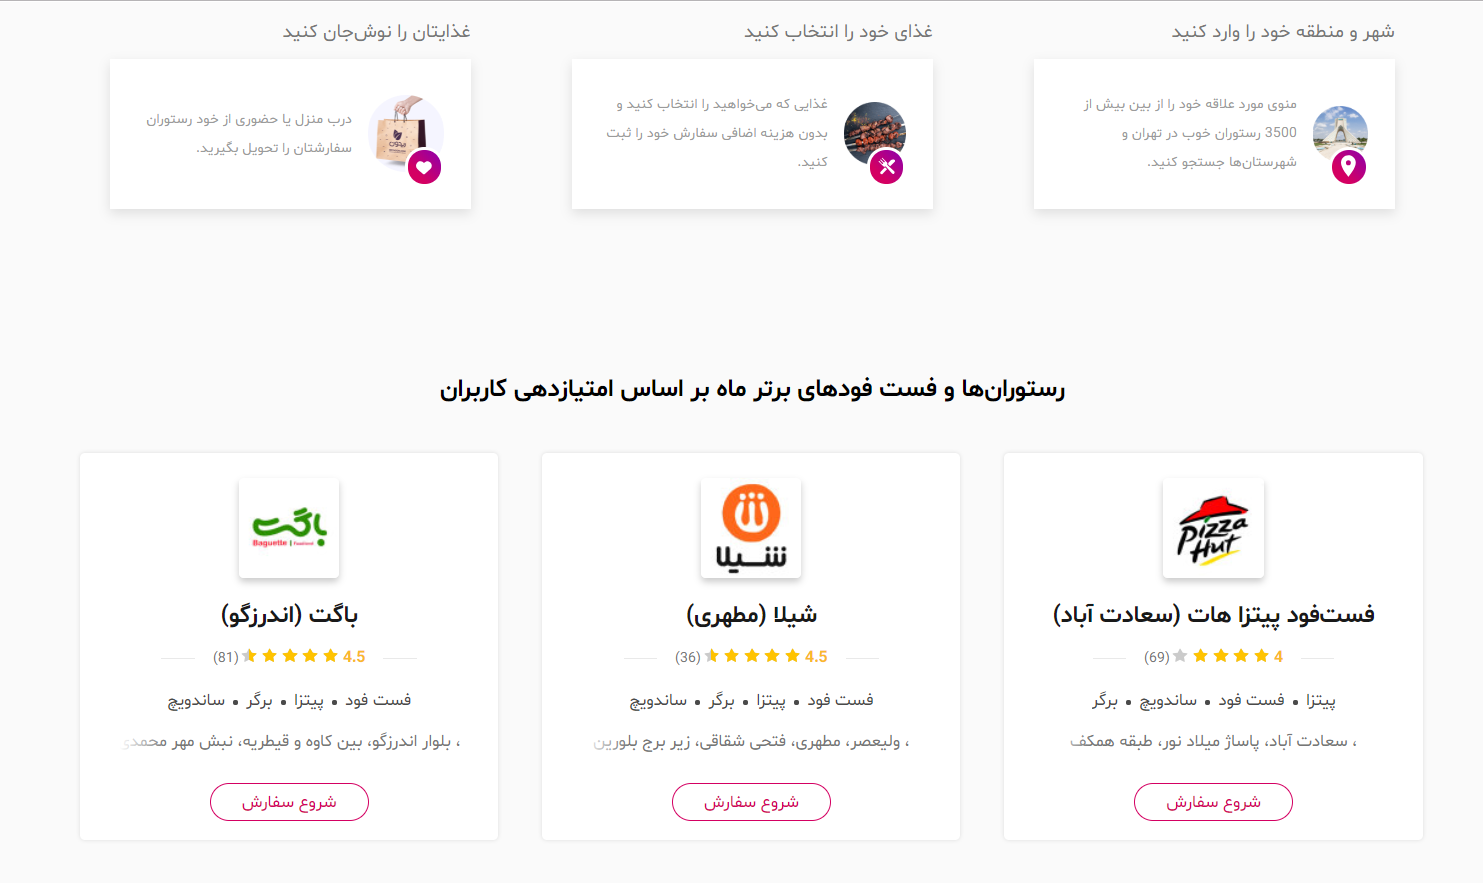 شهر و منطقه خود را وارد کنید
منوی مورد علاقه خود را از بین بیش از
3500 رستوران خوب در تهران و
شهرستان‌ها جستجو کنید.
غذای خود را انتخاب کنید
غذایی که می‌خواهید را انتخاب کنید و
بدون هزینه اضافی سفارش خود را ثبت
کنید.
غذایتان را نوش‌جان کنید
درب منزل یا حضوری از خود رستوران
سفارشتان را تحویل بگیرید.
رستوران‌ها و فست فودهای برتر ماه بر اساس امتیازدهی کاربران
Pizza
Hut
فست‌فود پیتزا هات (سعادت آباد)
4 (69)
پیتزا • فست فود • ساندویچ • برگر
، سعادت آباد، پاساژ میلاد نور، طبقه همکف
شروع سفارش
شیلا
شیلا (مطهری)
4.5 (36)
فست فود • پیتزا • برگر • ساندویچ
، ولیعصر، مطهری، فتحی شقاقی، زیر برج بلورین
شروع سفارش
باگت
Baguette
باگت (اندرزگو)
4.5 (81)
فست فود • پیتزا • برگر • ساندویچ
، بلوار اندرزگو، بین کاوه و قیطریه، نبش مهر محمدی
شروع سفارش